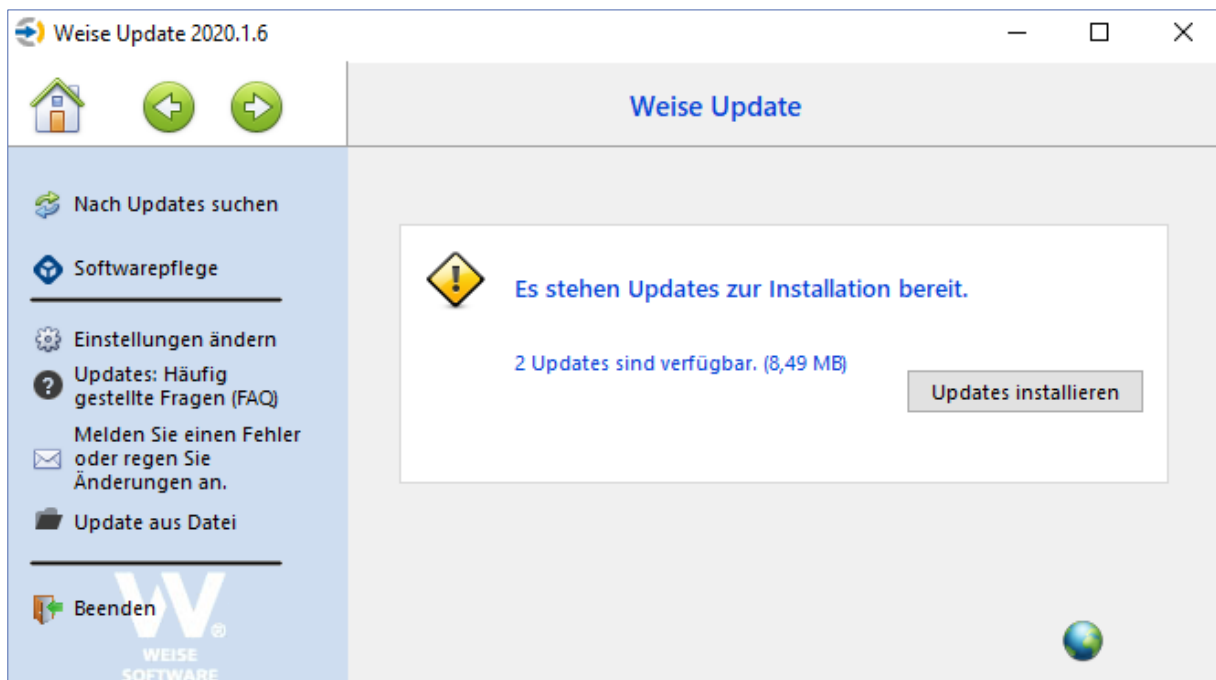 Weise Update 2020.1.6
Weise Update
Nach Updates suchen
Softwarepflege
Einstellungen ändern
Updates: Häufig
gestellte Fragen (FAQ)
Melden Sie einen Fehler
oder regen Sie
Änderungen an.
Update aus Datei
Beenden
W®
WEISE
SOFTWARE
Es stehen Updates zur Installation bereit.
2 Updates sind verfügbar. (8,49 MB)
Updates installieren